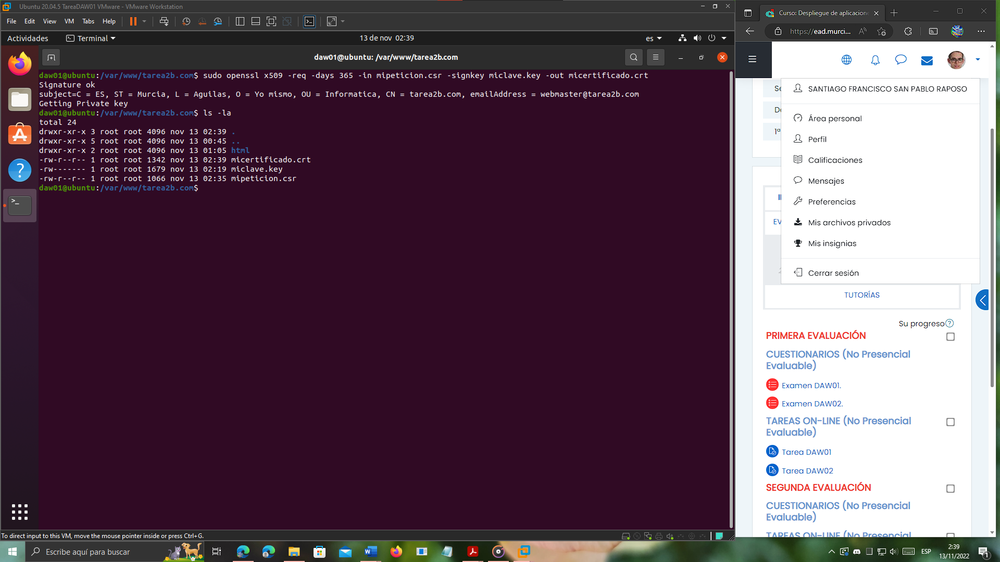 Ubuntu 20.04.5 TareaDAW01 VMware - VMware Workstation
File Edit View VM Tabs Help
Actividades
Terminal
13 de nov 02:39
es
daw01@ubuntu: /var/www/tarea2b.com
daw01@ubuntu:/var/www/tarea2b.com$ sudo openssl x509 -req -days 365 -in mipeticion.csr -signkey miclave.key -out micertificado.crt
Signature ok
subject=C = ES, ST = Murcia, L = Aguilas, O = Yo mismo, OU = Informatica, CN = tarea2b.com, emailAddress = webmaster@tarea2b.com
Getting Private key
daw01@ubuntu:/var/www/tarea2b.com$ ls -la
total 24
drwxr-xr-x 3 root root 4096 nov 13 02:39 .
drwxr-xr-x 5 root root 4096 nov 13 00:45 ..
drwxr-xr-x 2 root root 4096 nov 13 01:05 html
-rw-r--r-- 1 root root 1342 nov 13 02:39 micertificado.crt
-rw------- 1 root root 1679 nov 13 02:19 miclave.key
-rw-r--r-- 1 root root 1066 nov 13 02:35 mipeticion.csr
daw01@ubuntu:/var/www/tarea2b.com$
To direct input to this VM, move the mouse pointer inside or press Ctrl+G.
Curso: Despliegue de aplicacione
https://ead.murci...
Se
De
1ª
SANTIAGO FRANCISCO SAN PABLO RAPOSO
Área personal
Perfil
Calificaciones
Mensajes
Preferencias
Mis archivos privados
Mis insignias
Cerrar sesión
EV
TUTORÍAS
Su progreso
PRIMERA EVALUACIÓN
CUESTIONARIOS (No Presencial
Evaluable)
Examen DAW01.
Examen DAW02.
TAREAS ON-LINE (No Presencial
Evaluable)
Tarea DAW01
Tarea DAW02
SEGUNDA EVALUACIÓN
CUESTIONARIOS (No Presencial
Evaluable)
TAREAS ON-LINE (No Presencial
Escribe aquí para buscar
ESP
2:39
13/11/2022
1